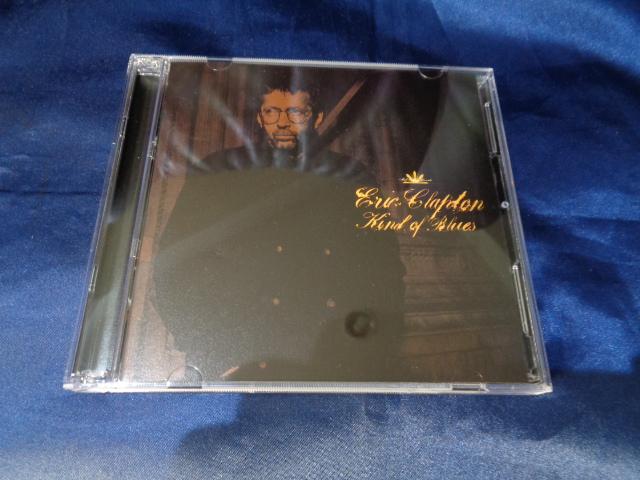 Eric Clapton
Kind of Blues